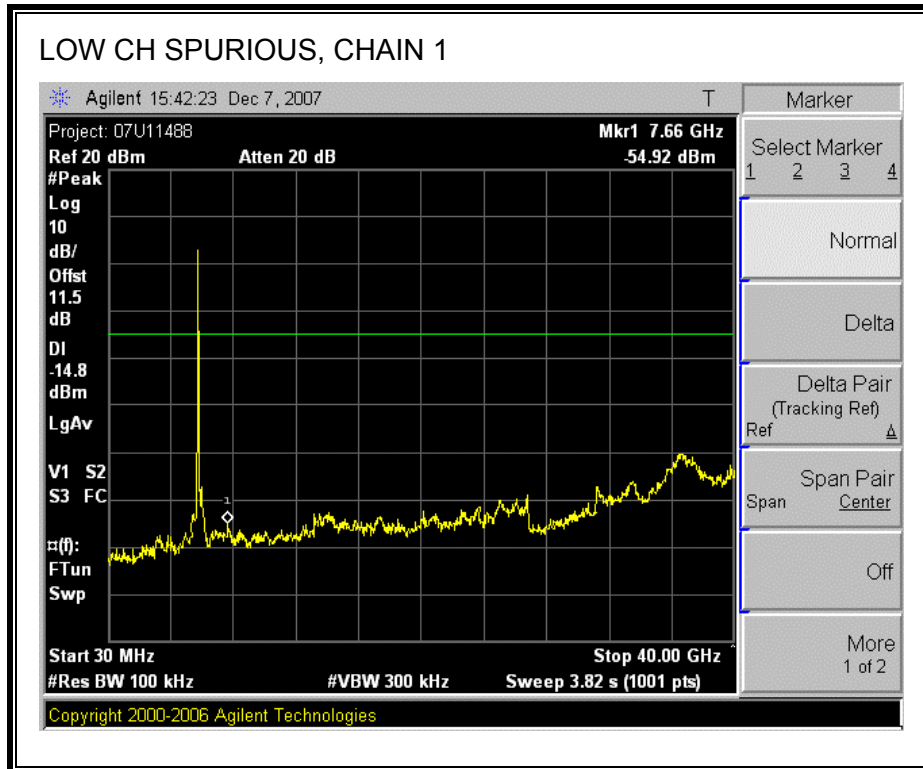 LOW CH SPURIOUS, CHAIN 1
Agilent 15:42:23 Dec 7, 2007 T
Project: 07U11488 Mkr1 7.66 GHz
Ref 20 dBm Atten 20 dB -54.92 dBm
#Peak
Log
10
dB/
Offst
11.5
dB
DI
-14.8
dBm
LgAv
V1 S2
S3 FC
¤(f):
FTun
Swp
1
Start 30 MHz Stop 40.00 GHz ^
#Res BW 100 kHz #VBW 300 kHz Sweep 3.82 s (1001 pts)
Copyright 2000-2006 Agilent Technologies
Marker
Select Marker
1 2 3 4
Normal
Delta
Delta Pair
(Tracking Ref)
Ref Δ
Span Pair
Span Center
Off
More
1 of 2